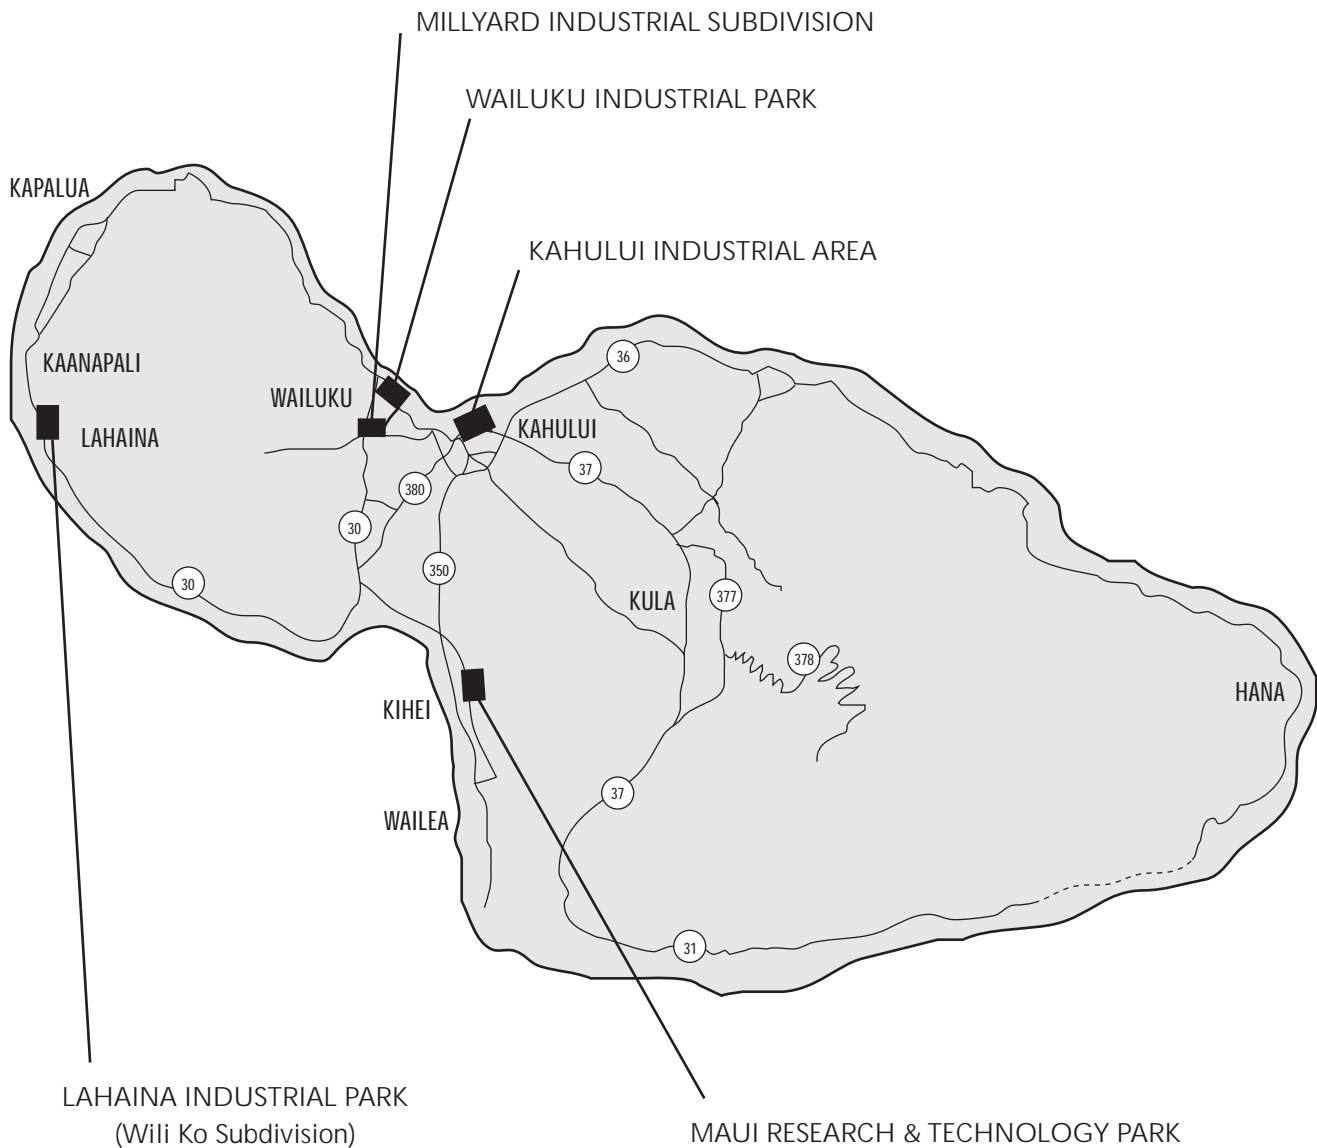 MILLYARD INDUSTRIAL SUBDIVISION
WAILUKU INDUSTRIAL PARK
KAPALUA
KAHULUI INDUSTRIAL AREA
36
KAANAPALI
WAILUKU
KAHULUI
LAHAINA
37
380
30
350
30
377
KULA
378
HANA
KIHEI
37
WAILEA
31
LAHAINA INDUSTRIAL PARK
(Wili Ko Subdivision)
MAUI RESEARCH & TECHNOLOGY PARK